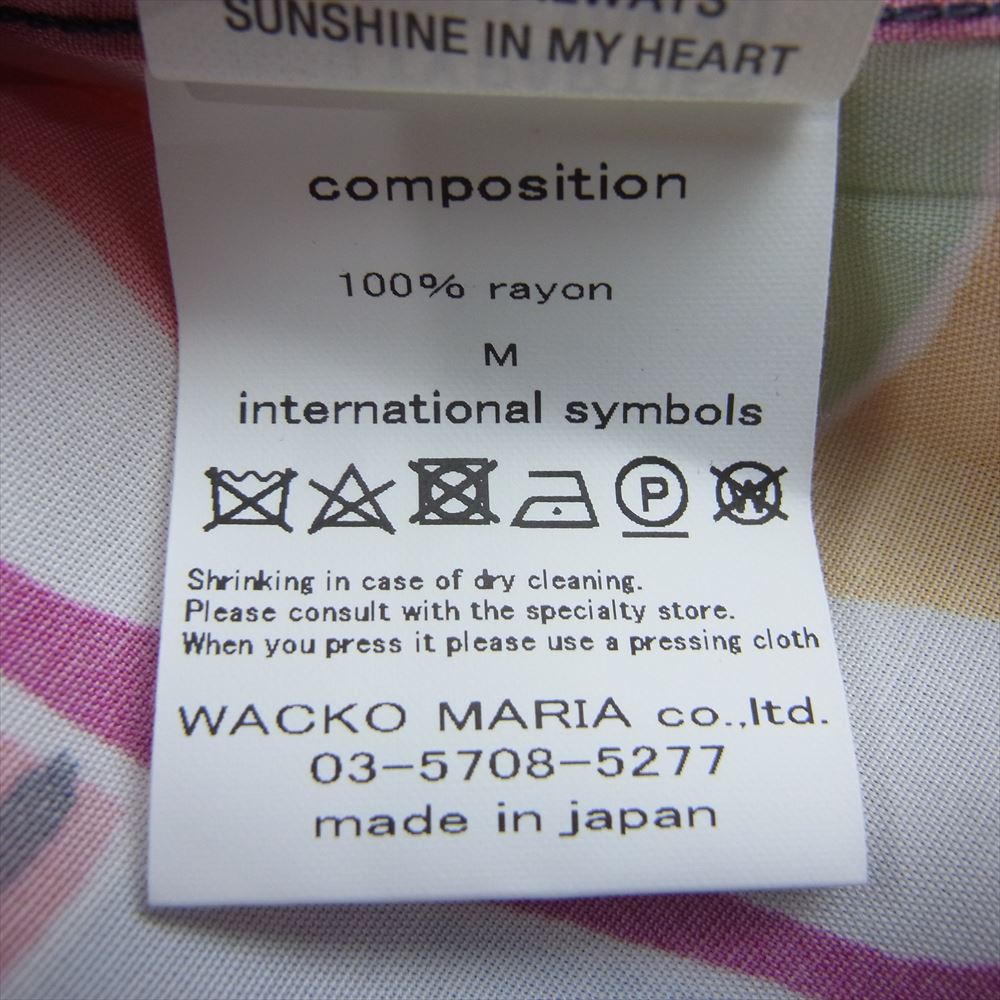 ALWAYS
SUNSHINE IN MY HEART
composition
100% rayon
M
international symbols
P W
Shrinking in case of dry cleaning.
Please consult with the specialty store.
When you press it please use a pressing cloth
WACKO MARIA co.,ltd.
03-5708-5277
made in japan